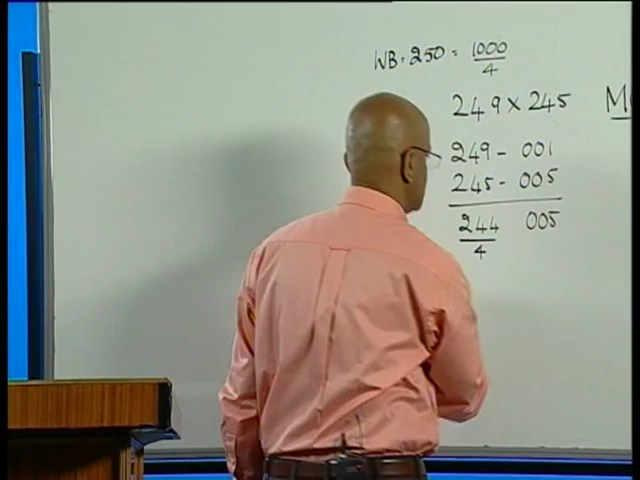 WB: 250 = 1000/4
249 × 245
M
249 - 001
245 - 005
244 005
4